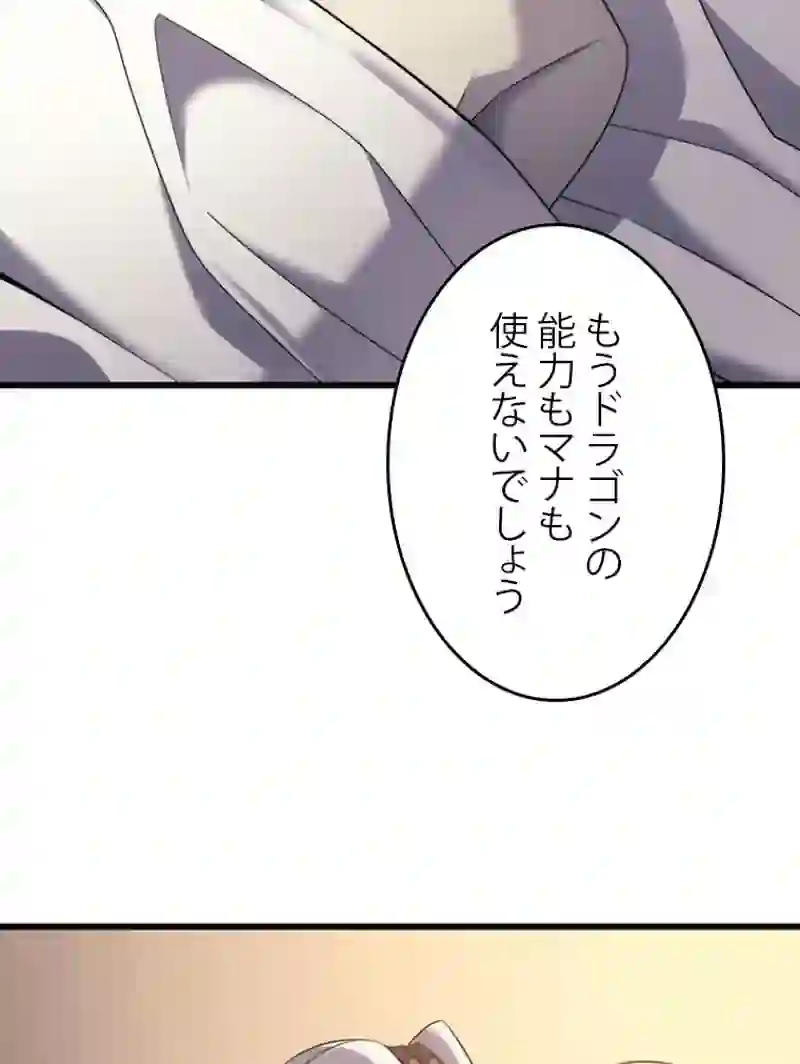 もうドラゴンの
能力もマナも
使えないでしょう